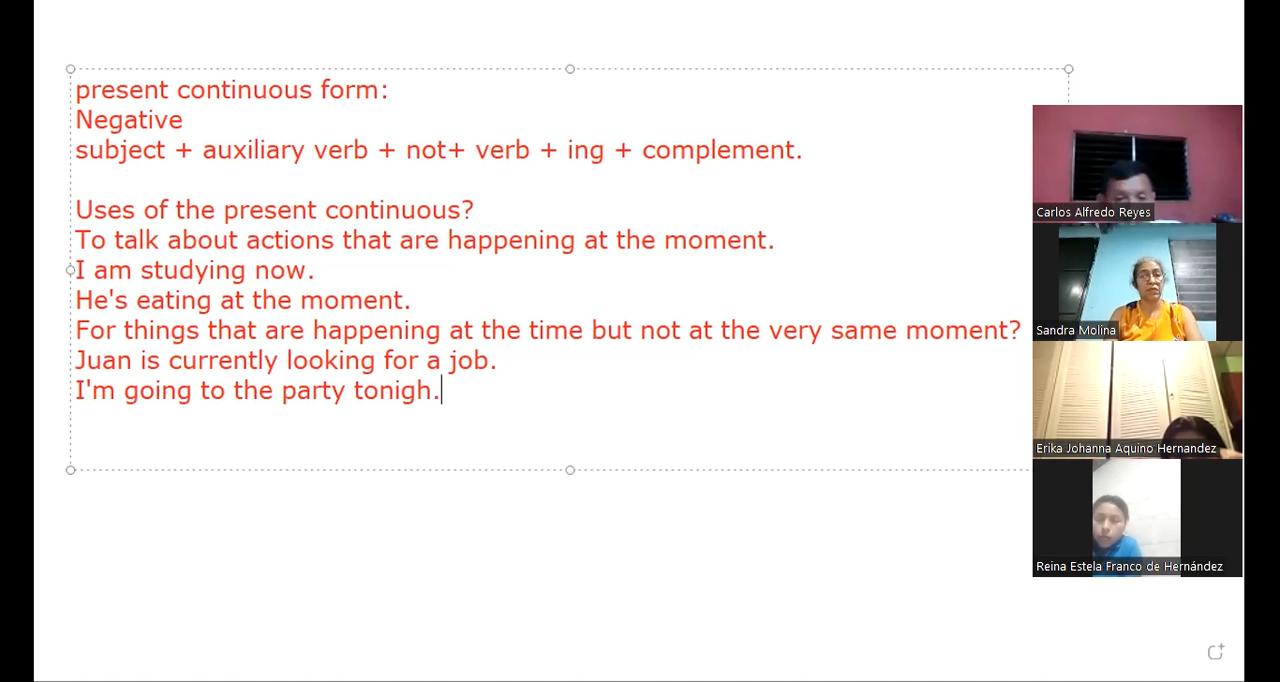 present continuous form:
Negative
subject + auxiliary verb + not+ verb + ing + complement.
Uses of the present continuous?
To talk about actions that are happening at the moment.
I am studying now.
He's eating at the moment.
For things that are happening at the time but not at the very same moment?
Juan is currently looking for a job.
I'm going to the party tonigh.
Carlos Alfredo Reyes
Sandra Molina
Erika Johanna Aquino Hernandez
Reina Estela Franco de Hernández